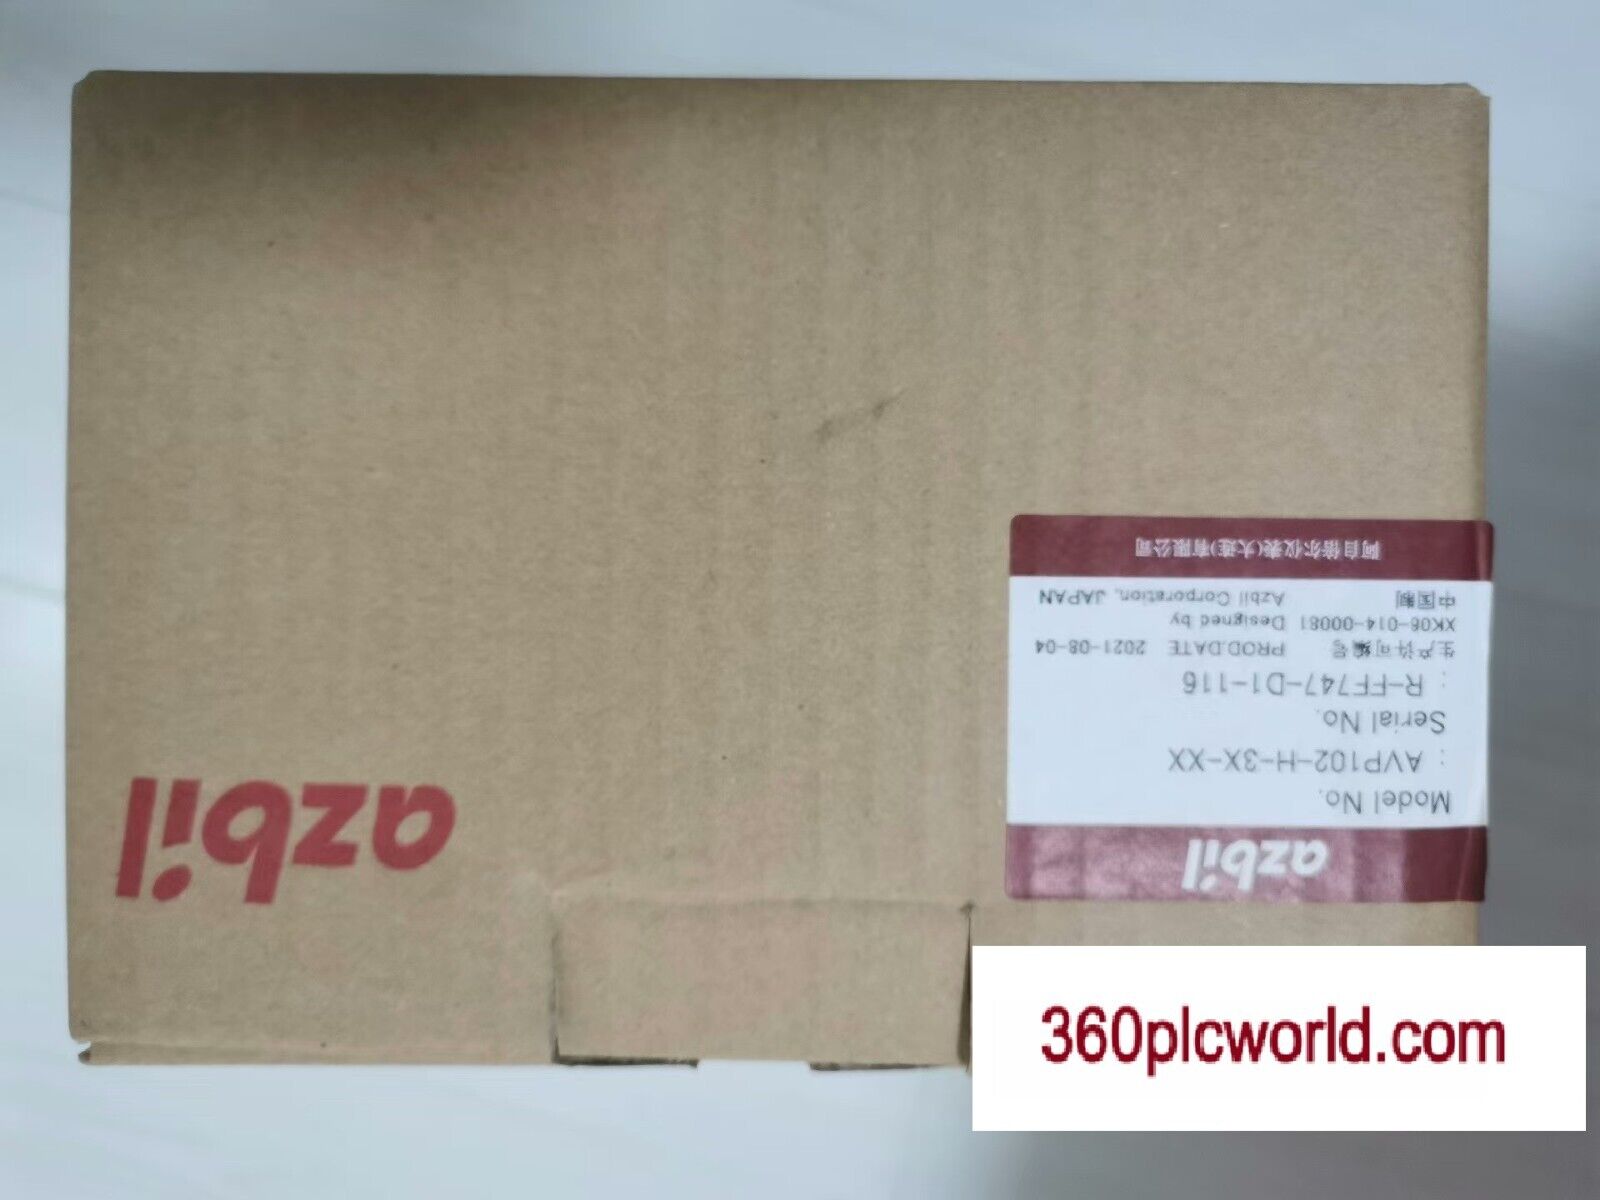 azbil
azbil
Model No.
: AVP102-H-3X-XX
Serial No.
: R-FF747-D1-116
生产许可编号 PROD.DATE 2021-08-04
XK06-014-00081 Designed by
中国制 Azbil Corporation, JAPAN
阿自倍尔仪表(大连)有限公司
360plcworld.com